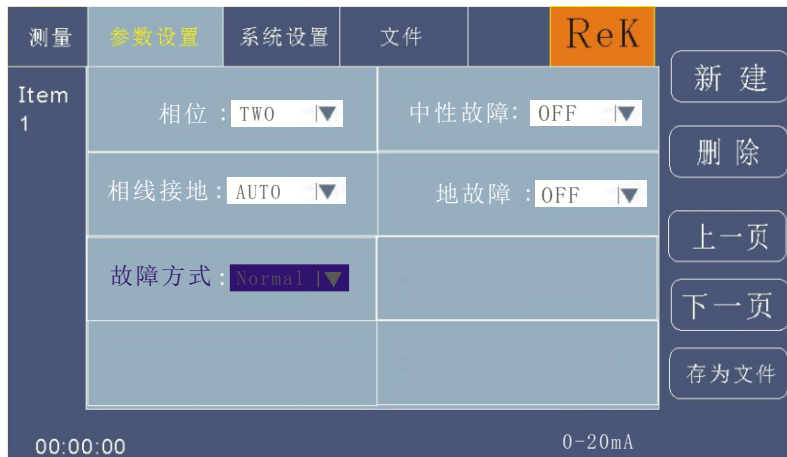 测量 参数设置 系统设置 文件 ReK
Item
1
相位 : TWO 中性故障: OFF
相线接地: AUTO 地故障 : OFF
故障方式: Normal
新 建
删 除
上一页
下一页
存为文件
00:00:00 0-20mA